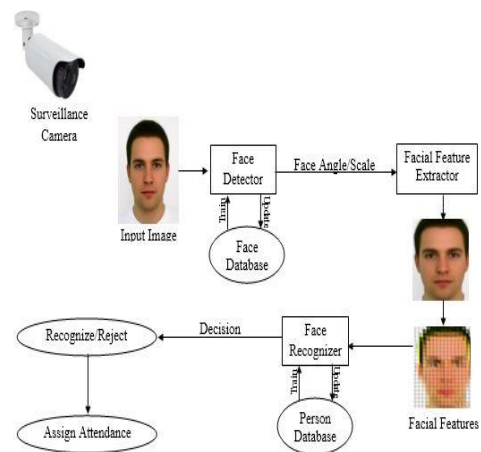 Surveillance
Camera
Input Image
Face
Detector
Face Angle/Scale
Facial Feature
Extractor
Train
Update
Face
Database
Recognize/Reject
Decision
Face
Recognizer
Train
Update
Person
Database
Facial Features
Assign Attendance